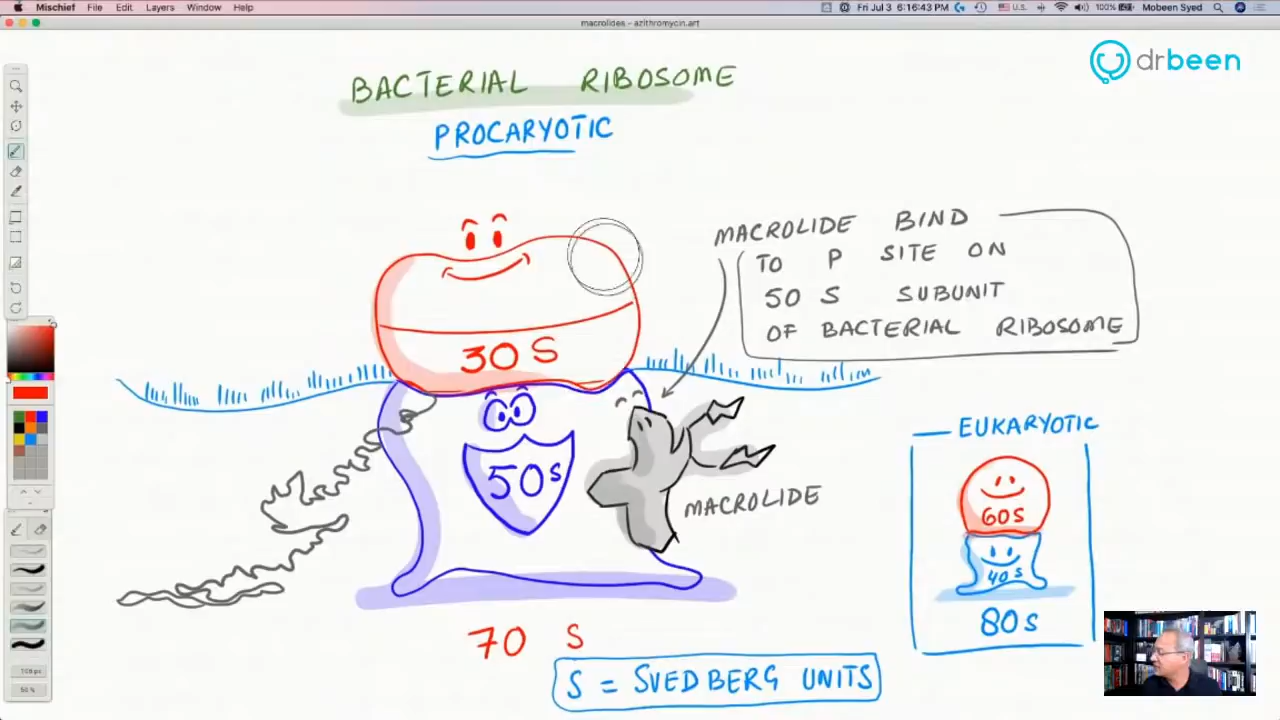 Mischief File Edit Layers Window Help
U.S. 100% Fri Jul 3 6:16:43 PM Mobeen Syed
macrolides - azithromycin.art
drbeen
BACTERIAL RIBOSOME
PROCARYOTIC
MACROLIDE BIND
TO P SITE ON
50 S SUBUNIT
OF BACTERIAL RIBOSOME
30 S
50s
MACROLIDE
EUKARYOTIC
60s
40s
80s
70 S
S = SVEDBERG UNITS